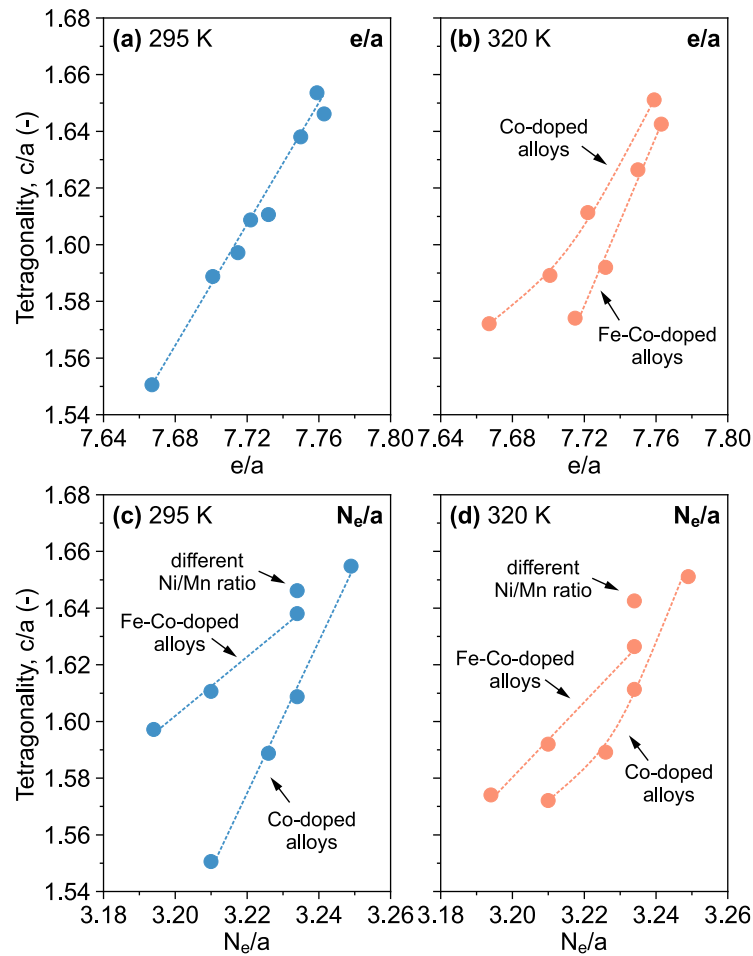 (a) 295 K
e/a
Tetragonality, c/a (-)
1.68
1.66
1.64
1.62
1.60
1.58
1.56
1.54
7.64
7.68
7.72
7.76
7.80
e/a
(b) 320 K
e/a
Co-doped
alloys
Fe-Co-doped
alloys
7.64
7.68
7.72
7.76
7.80
e/a
(c) 295 K
Nₑ/a
different
Ni/Mn ratio
Fe-Co-doped
alloys
Co-doped
alloys
Tetragonality, c/a (-)
1.68
1.66
1.64
1.62
1.60
1.58
1.56
1.54
3.18
3.20
3.22
3.24
3.26
Nₑ/a
(d) 320 K
Nₑ/a
different
Ni/Mn ratio
Fe-Co-doped
alloys
Co-doped
alloys
3.18
3.20
3.22
3.24
3.26
Nₑ/a